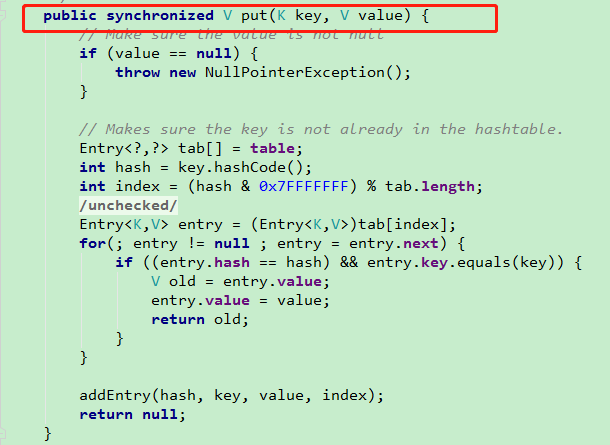 public synchronized V put(K key, V value) {
// Make sure the value is not null
if (value == null) {
throw new NullPointerException();
}
// Makes sure the key is not already in the hashtable.
Entry<?,?> tab[] = table;
int hash = key.hashCode();
int index = (hash & 0x7FFFFFFF) % tab.length;
/unchecked/
Entry<K,V> entry = (Entry<K,V>)tab[index];
for(; entry != null ; entry = entry.next) {
if ((entry.hash == hash) && entry.key.equals(key)) {
V old = entry.value;
entry.value = value;
return old;
}
}
addEntry(hash, key, value, index);
return null;
}